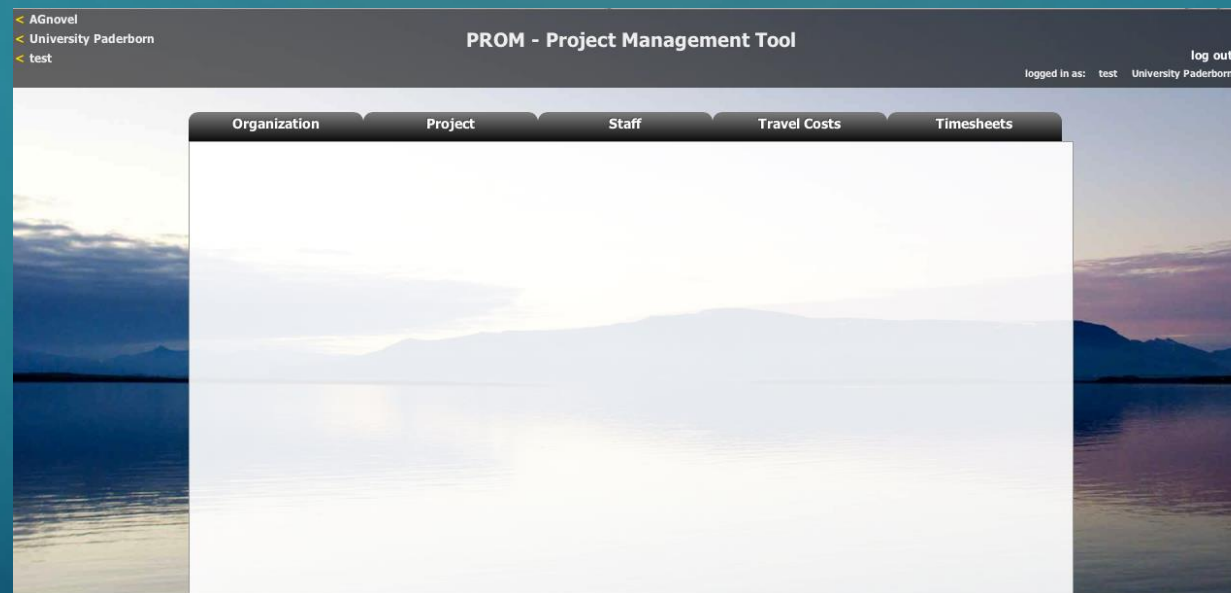 < AGnovel
< University Paderborn
< test
PROM - Project Management Tool
log out
logged in as: test University Paderborn
Organization Project Staff Travel Costs Timesheets